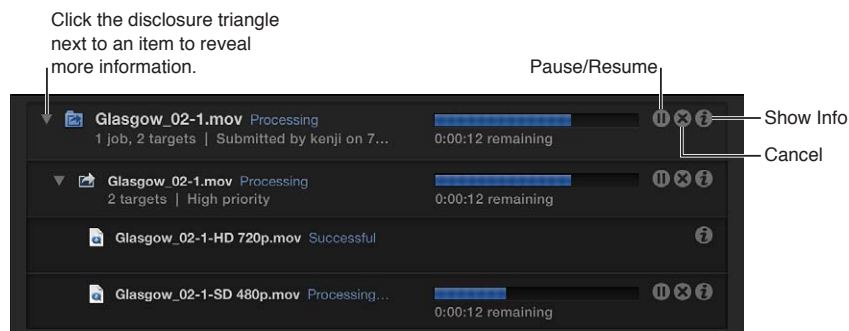 Click the disclosure triangle
next to an item to reveal
more information.
Pause/Resume
Glasgow_02-1.mov Processing
1 job, 2 targets | Submitted by kenji on 7...
0:00:12 remaining
Show Info
Cancel
Glasgow_02-1.mov Processing
2 targets | High priority
0:00:12 remaining
Glasgow_02-1-HD 720p.mov Successful
Glasgow_02-1-SD 480p.mov Processing...
0:00:12 remaining